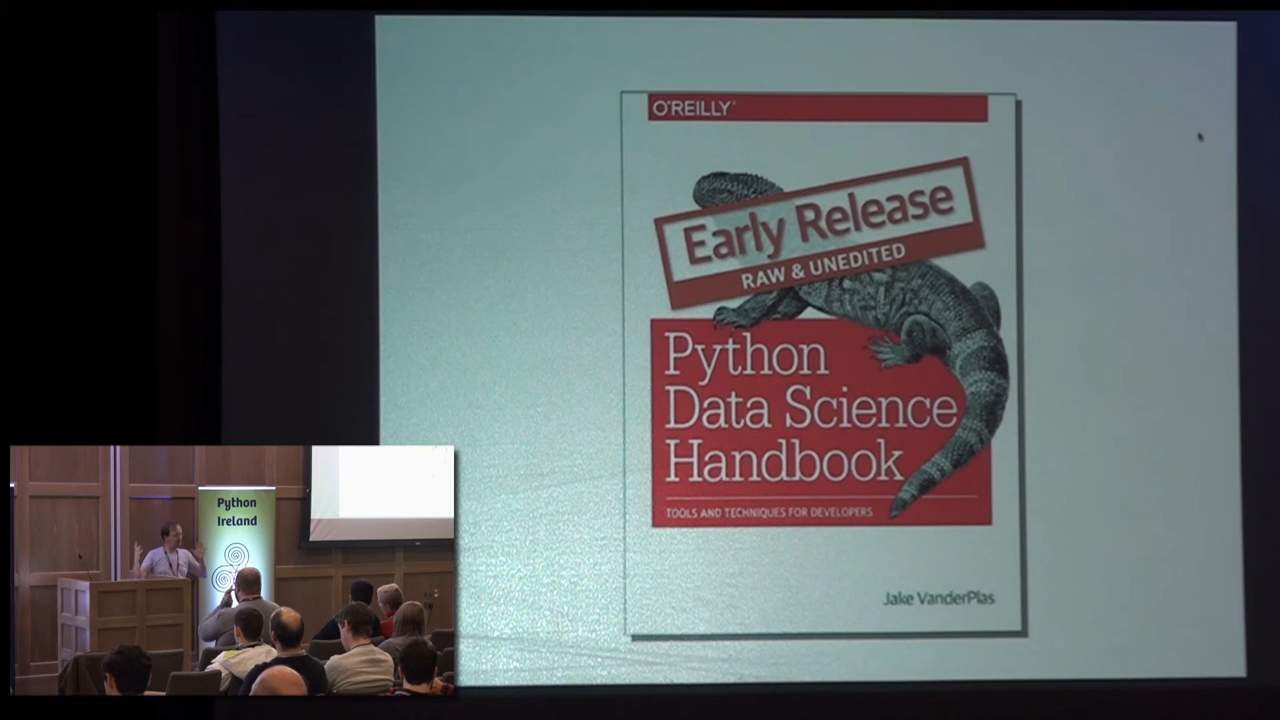 O'REILLY®
Early Release
RAW & UNEDITED
Python
Data Science
Handbook
TOOLS AND TECHNIQUES FOR DEVELOPERS
Jake VanderPlas
Python
Ireland